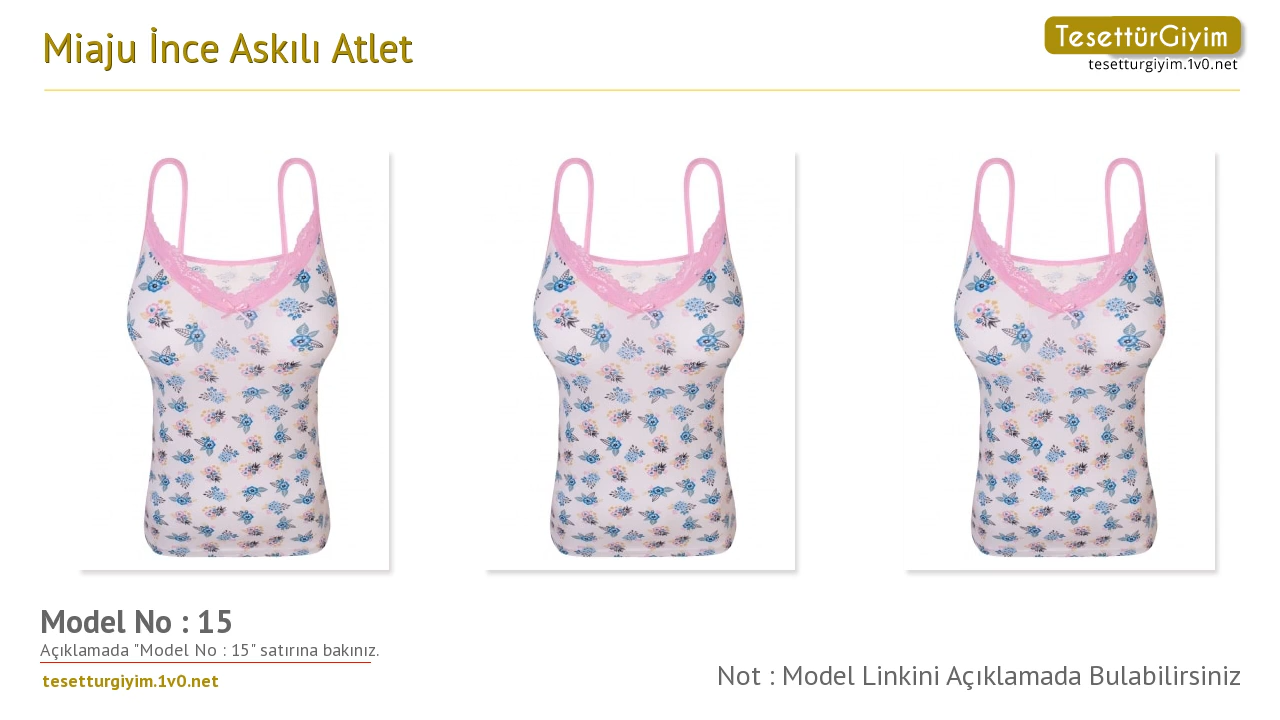 Miaju İnce Askılı Atlet
TesettürGiyim
tesetturgiyim.1v0.net
Model No : 15
Açıklamada "Model No : 15" satırına bakınız.
tesetturgiyim.1v0.net
Not : Model Linkini Açıklamada Bulabilirsiniz